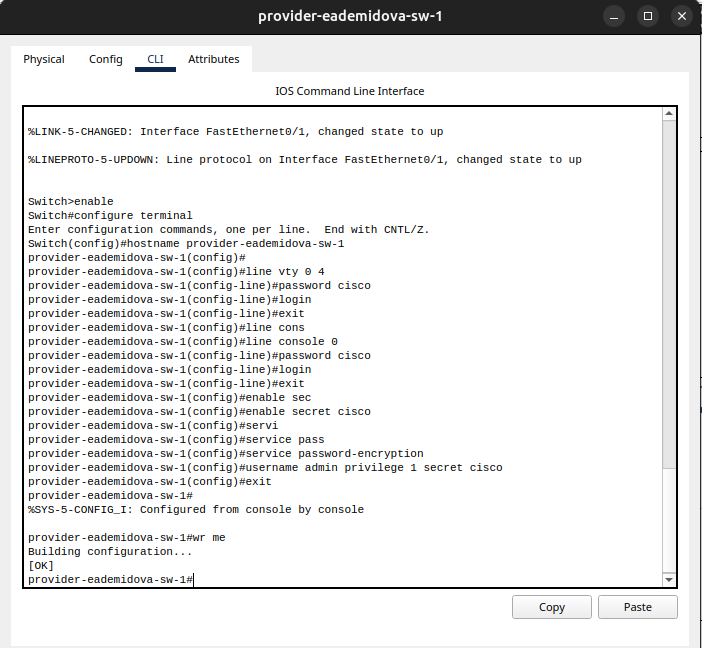 provider-eademidova-sw-1
Physical Config CLI Attributes
IOS Command Line Interface
%LINK-5-CHANGED: Interface FastEthernet0/1, changed state to up
%LINEPROTO-5-UPDOWN: Line protocol on Interface FastEthernet0/1, changed state to up
Switch>enable
Switch#configure terminal
Enter configuration commands, one per line.  End with CNTL/Z.
Switch(config)#hostname provider-eademidova-sw-1
provider-eademidova-sw-1(config)#
provider-eademidova-sw-1(config)#line vty 0 4
provider-eademidova-sw-1(config-line)#password cisco
provider-eademidova-sw-1(config-line)#login
provider-eademidova-sw-1(config-line)#exit
provider-eademidova-sw-1(config)#line cons
provider-eademidova-sw-1(config)#line console 0
provider-eademidova-sw-1(config-line)#password cisco
provider-eademidova-sw-1(config-line)#login
provider-eademidova-sw-1(config-line)#exit
provider-eademidova-sw-1(config)#enable sec
provider-eademidova-sw-1(config)#enable secret cisco
provider-eademidova-sw-1(config)#servi
provider-eademidova-sw-1(config)#service pass
provider-eademidova-sw-1(config)#service password-encryption
provider-eademidova-sw-1(config)#username admin privilege 1 secret cisco
provider-eademidova-sw-1(config)#exit
provider-eademidova-sw-1#
%SYS-5-CONFIG_I: Configured from console by console
provider-eademidova-sw-1#wr me
Building configuration...
[OK]
provider-eademidova-sw-1#
Copy Paste